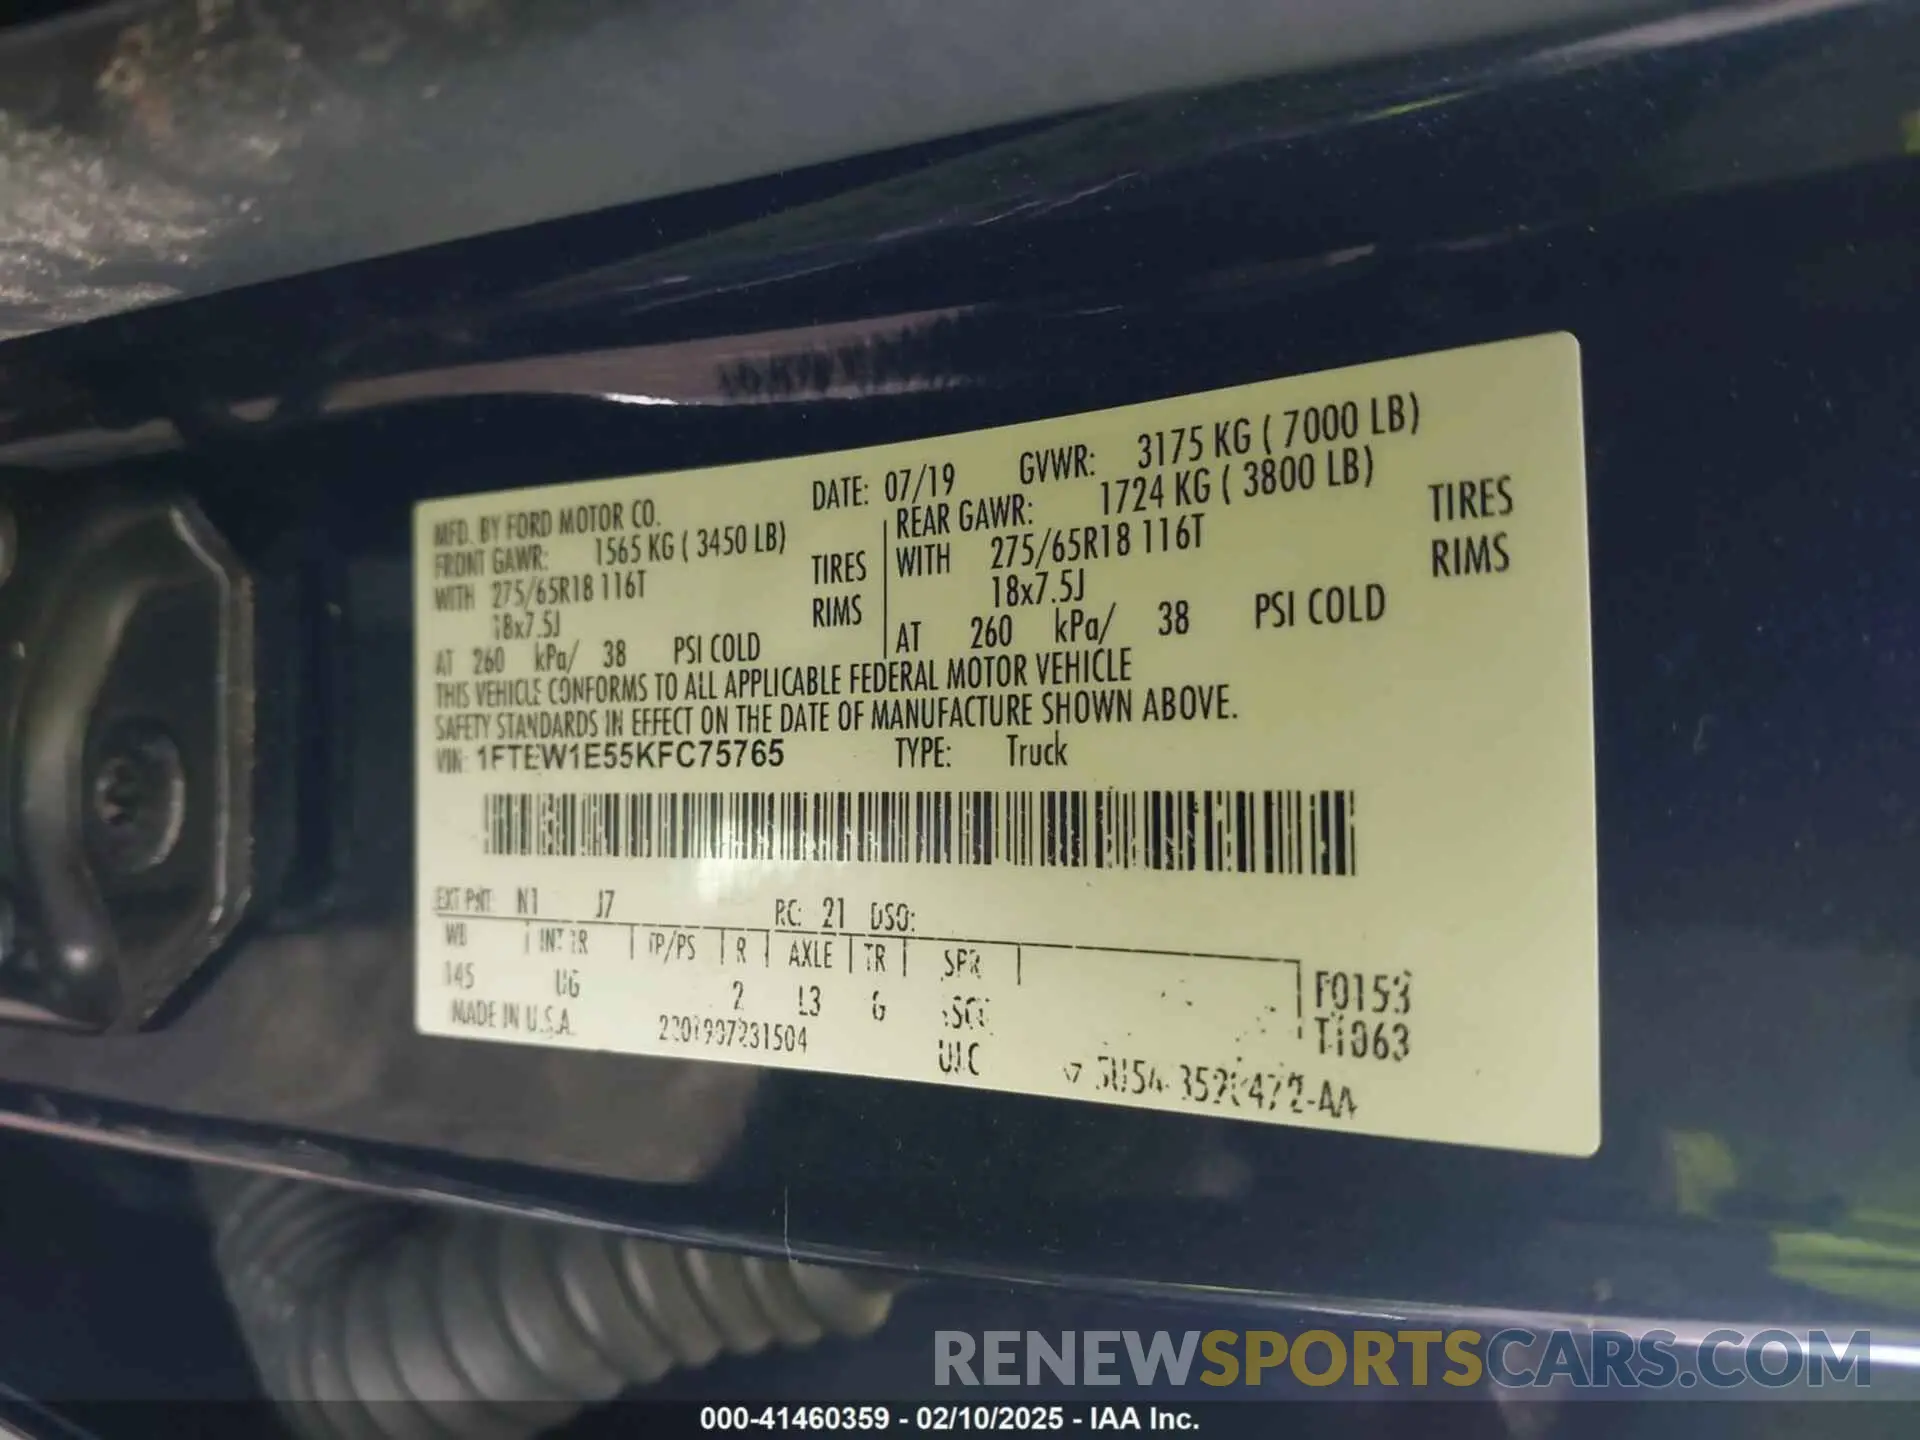 MFD. BY FORD MOTOR CO.
DATE: 07/19 GVWR: 3175 KG ( 7000 LB)
FRONT GAWR: 1565 KG ( 3450 LB)
REAR GAWR: 1724 KG ( 3800 LB)
WITH 275/65R18 116T TIRES
WITH 275/65R18 116T TIRES
18x7.5J RIMS
18x7.5J RIMS
AT 260 kPa/ 38 PSI COLD
AT 260 kPa/ 38 PSI COLD
THIS VEHICLE CONFORMS TO ALL APPLICABLE FEDERAL MOTOR VEHICLE
SAFETY STANDARDS IN EFFECT ON THE DATE OF MANUFACTURE SHOWN ABOVE.
VIN: 1FTEW1E55KFC75765 TYPE: Truck
EXT PNT: N1 J7 RC: 21 DSO:
WB INT TR TP/PS R AXLE TR SPR
145 UG 2 L3 G
F0153
T1063
MADE IN U.S.A.
RENEWSPORTSCARS.COM
000-41460359 - 02/10/2025 - IAA Inc.